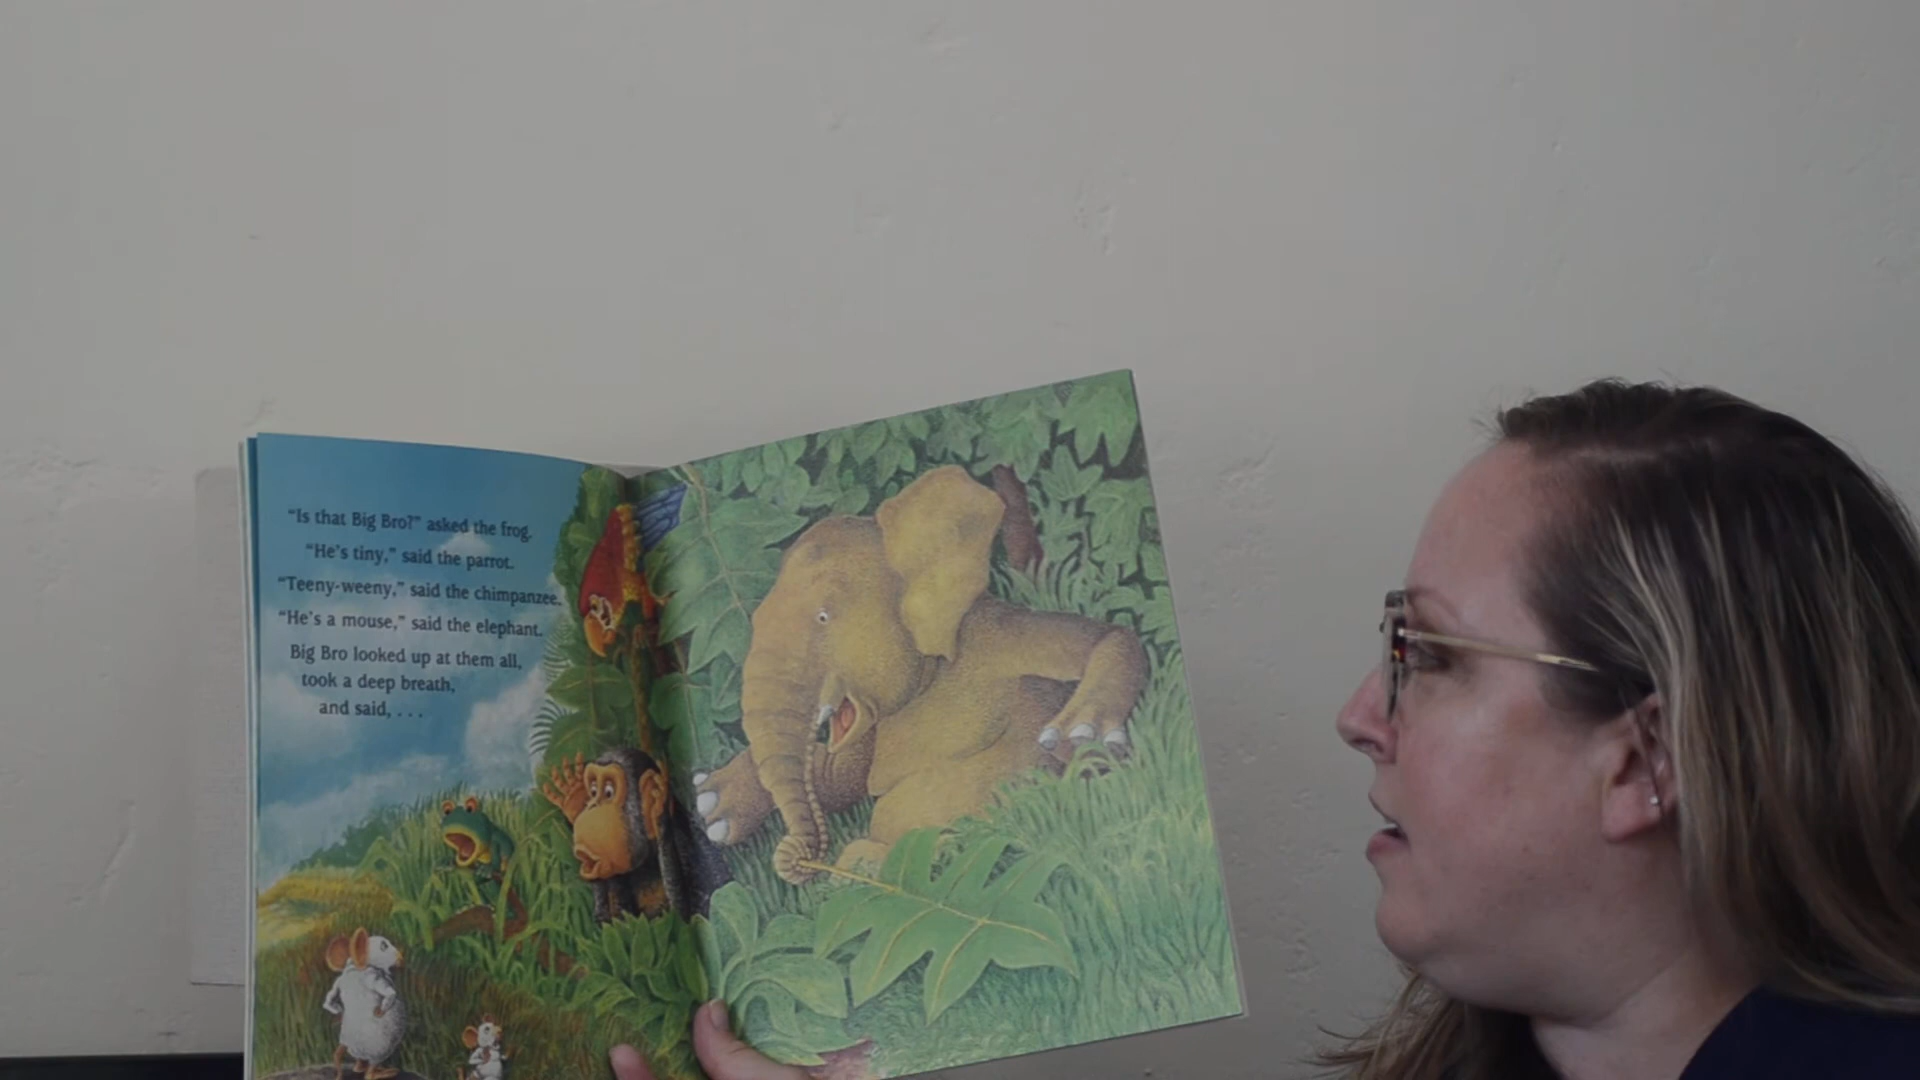 “Is that Big Bro?” asked the frog.
“He's tiny,” said the parrot.
“Teeny-weeny,” said the chimpanzee.
“He's a mouse,” said the elephant.
Big Bro looked up at them all,
took a deep breath,
and said, . . .